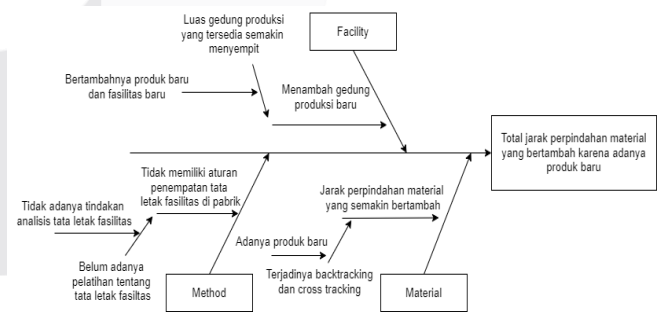 Luas gedung produksi
yang tersedia semakin
menyempit
Facility
Bertambahnya produk baru
dan fasilitas baru
Menambah gedung
produksi baru
Total jarak perpindahan material
yang bertambah karena adanya
produk baru
Tidak memiliki aturan
penempatan tata
letak fasilitas di pabrik
Tidak adanya tindakan
analisis tata letak fasilitas
Jarak perpindahan material
yang semakin bertambah
Adanya produk baru
Belum adanya
pelatihan tentang
tata letak fasiltas
Terjadinya backtracking
dan cross tracking
Method
Material